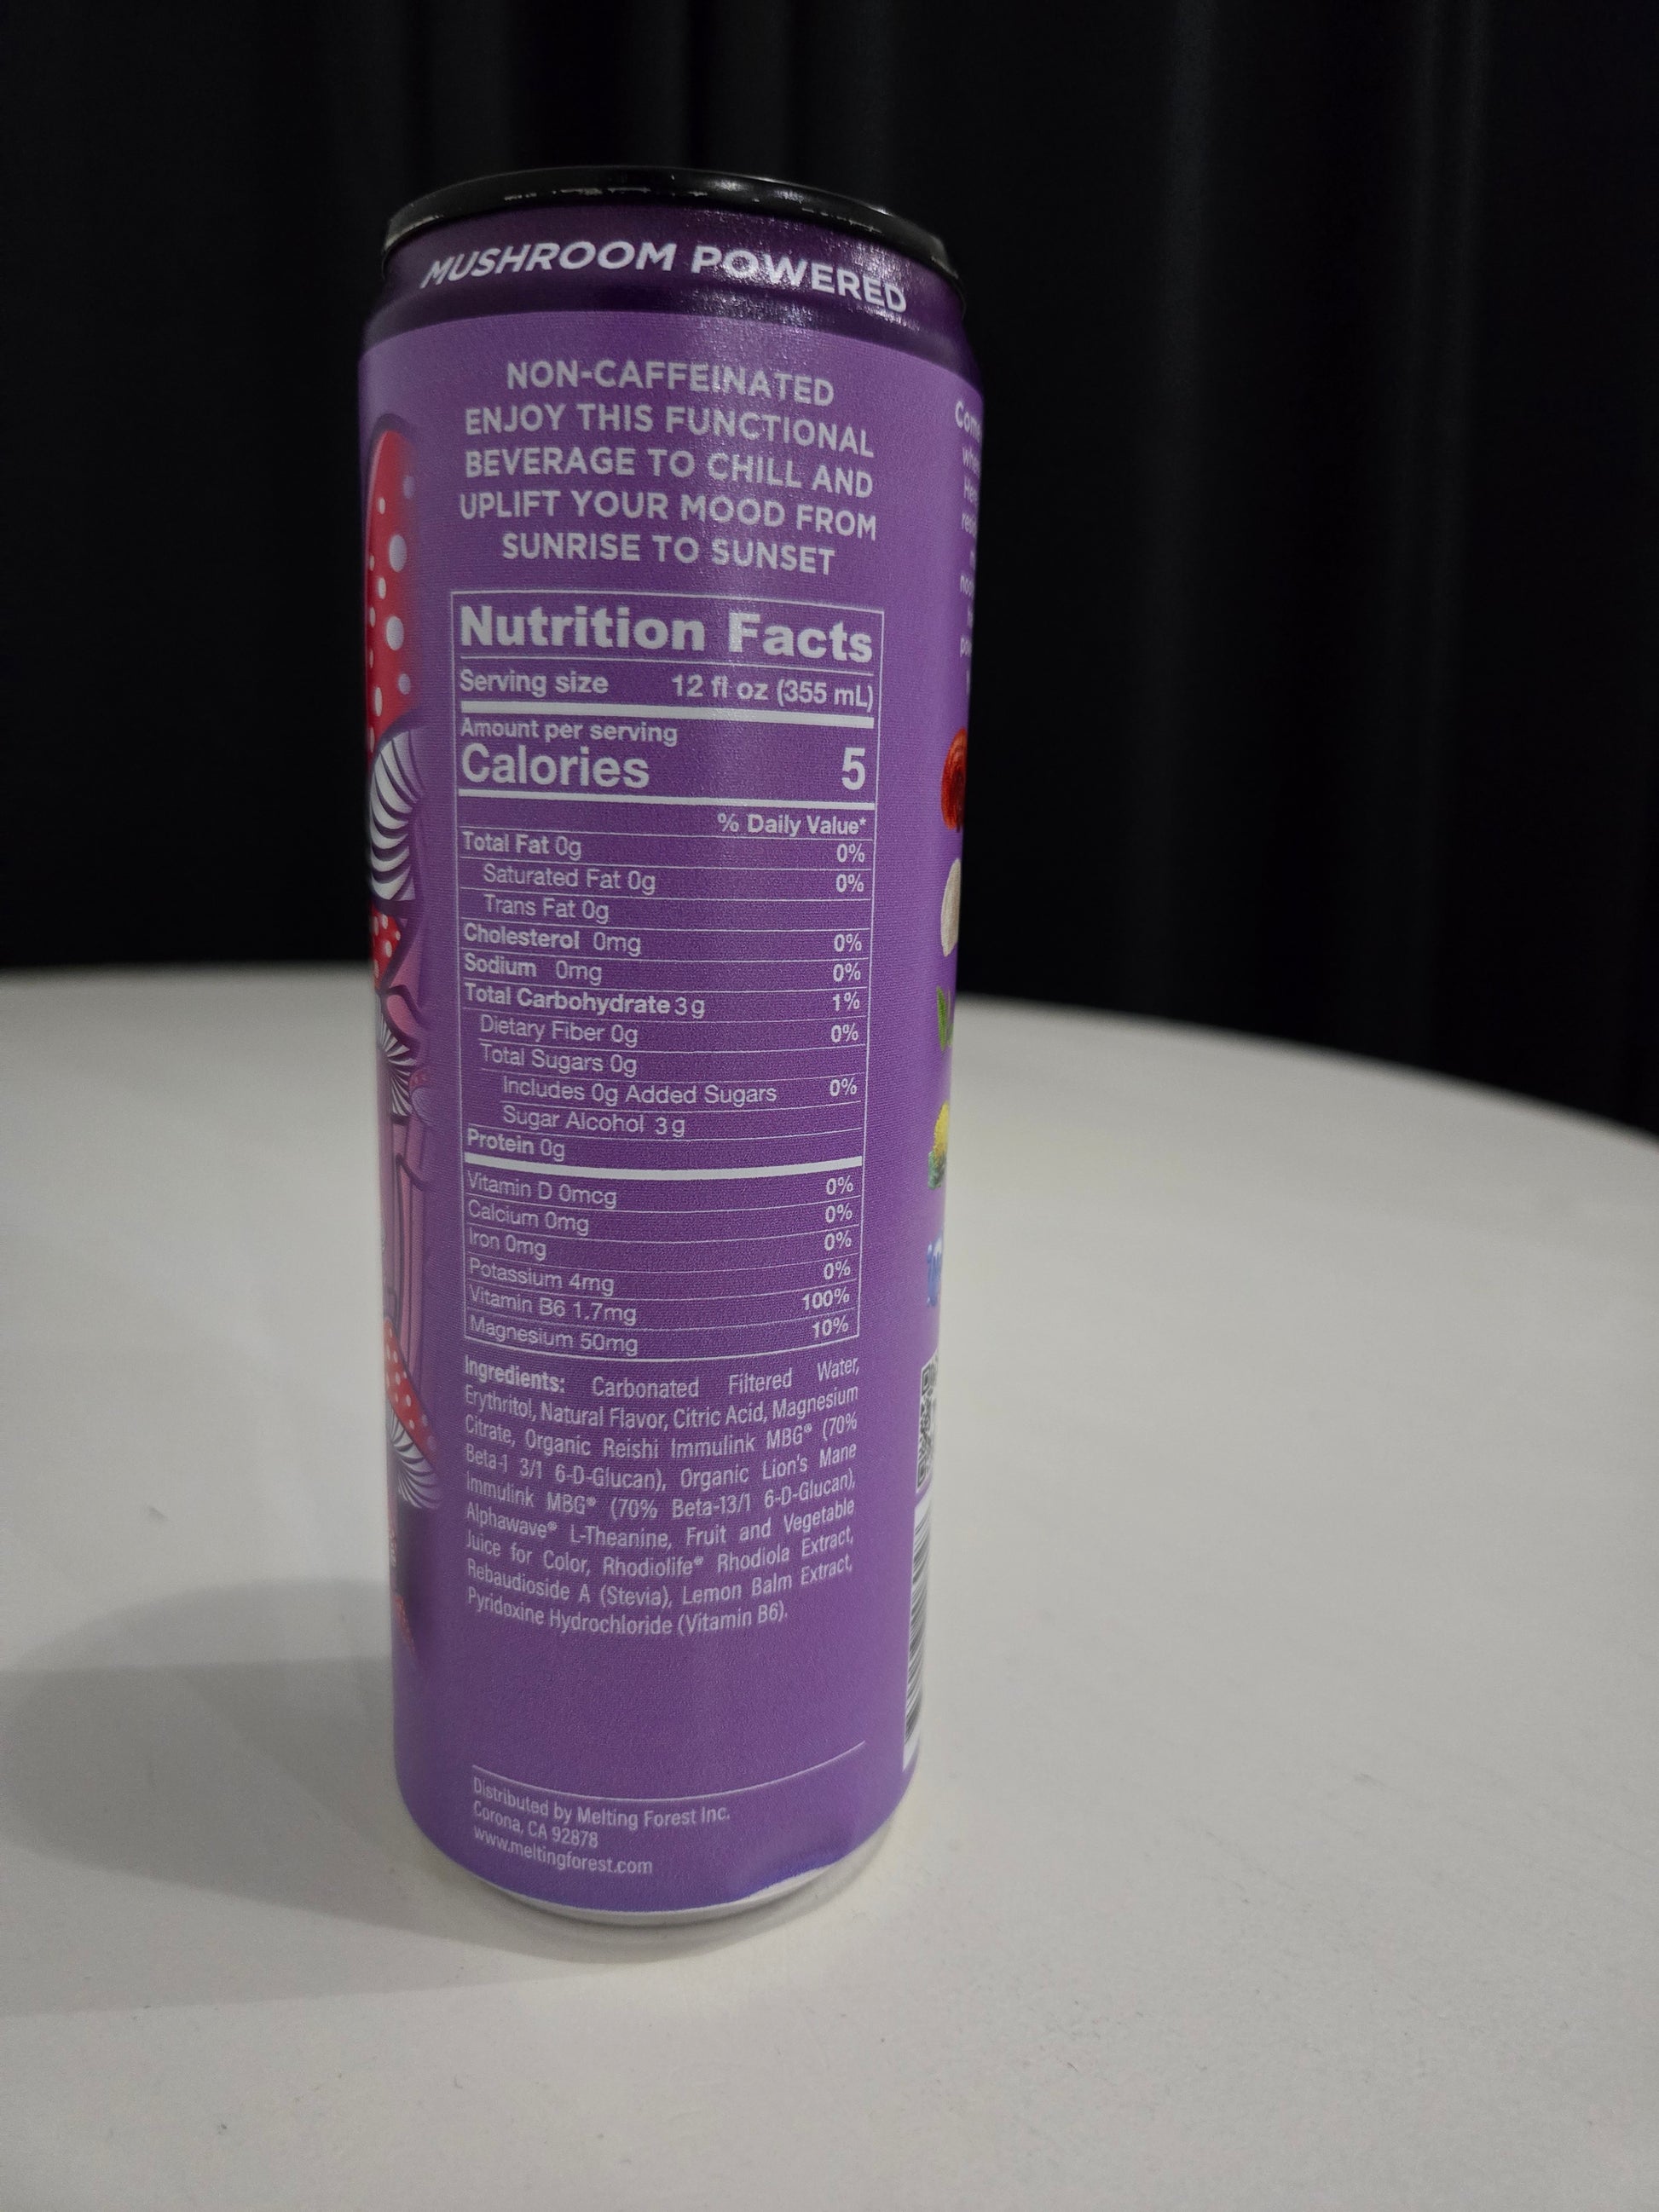 MUSHROOM POWERED
NON-CAFFEINATED
ENJOY THIS FUNCTIONAL
BEVERAGE TO CHILL AND
UPLIFT YOUR MOOD FROM
SUNRISE TO SUNSET
Nutrition Facts
Serving size 12 fl oz (355 mL)
Amount per serving
Calories 5
% Daily Value*
Total Fat 0g 0%
Saturated Fat 0g 0%
Trans Fat 0g
Cholesterol 0mg 0%
Sodium 0mg 0%
Total Carbohydrate 3g 1%
Dietary Fiber 0g 0%
Total Sugars 0g
Includes 0g Added Sugars 0%
Sugar Alcohol 3g
Protein 0g
Vitamin D 0mcg 0%
Calcium 0mg 0%
Iron 0mg 0%
Potassium 4mg 0%
Vitamin B6 1.7mg 100%
Magnesium 50mg 10%
Ingredients: Carbonated Filtered Water,
Erythritol, Natural Flavor, Citric Acid, Magnesium
Citrate, Organic Reishi Immulink MBG® (70%
Beta-1 3/1 6-D-Glucan), Organic Lion's Mane
Immulink MBG® (70% Beta-13/1 6-D-Glucan),
Alphawave® L-Theanine, Fruit and Vegetable
Juice for Color, Rhodiolife® Rhodiola Extract,
Rebaudioside A (Stevia), Lemon Balm Extract,
Pyridoxine Hydrochloride (Vitamin B6).
Distributed by Melting Forest Inc.
Corona, CA 92878
www.meltingforest.com